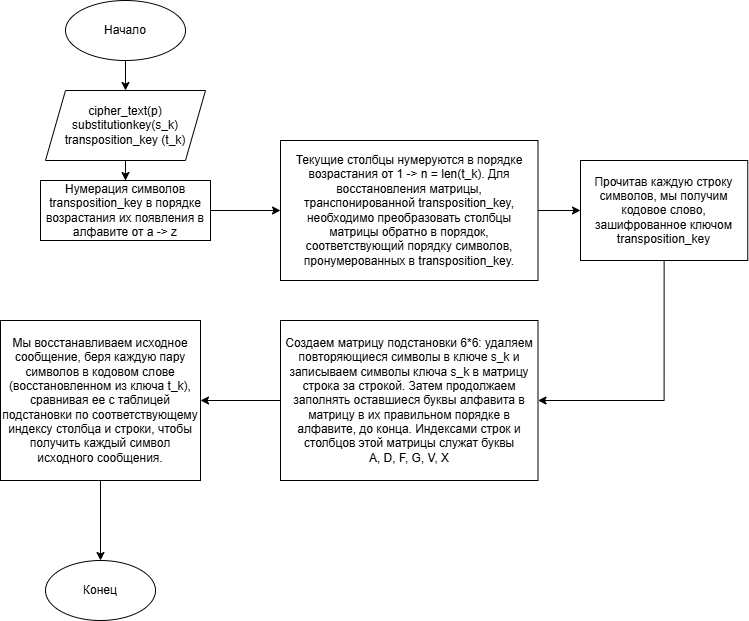 Начало
cipher_text(p)
substitutionkey(s_k)
transposition_key (t_k)
Нумерация символов
transposition_key в порядке
возрастания их появления в
алфавите от a -> z
Текущие столбцы нумеруются в порядке
возрастания от 1 -> n = len(t_k). Для
восстановления матрицы,
транспонированной transposition_key,
необходимо преобразовать столбцы
матрицы обратно в порядок,
соответствующий порядку символов,
пронумерованных в transposition_key.
Прочитав каждую строку
символов, мы получим
кодовое слово,
зашифрованное ключом
transposition_key
Создаем матрицу подстановки 6*6: удаляем
повторяющиеся символы в ключе s_k и
записываем символы ключа s_k в матрицу
строка за строкой. Затем продолжаем
заполнять оставшиеся буквы алфавита в
матрицу в их правильном порядке в
алфавите, до конца. Индексами строк и
столбцов этой матрицы служат буквы
A, D, F, G, V, X
Мы восстанавливаем исходное
сообщение, беря каждую пару
символов в кодовом слове
(восстановленном из ключа t_k),
сравнивая ее с таблицей
подстановки по соответствующему
индексу столбца и строки, чтобы
получить каждый символ
исходного сообщения.
Конец